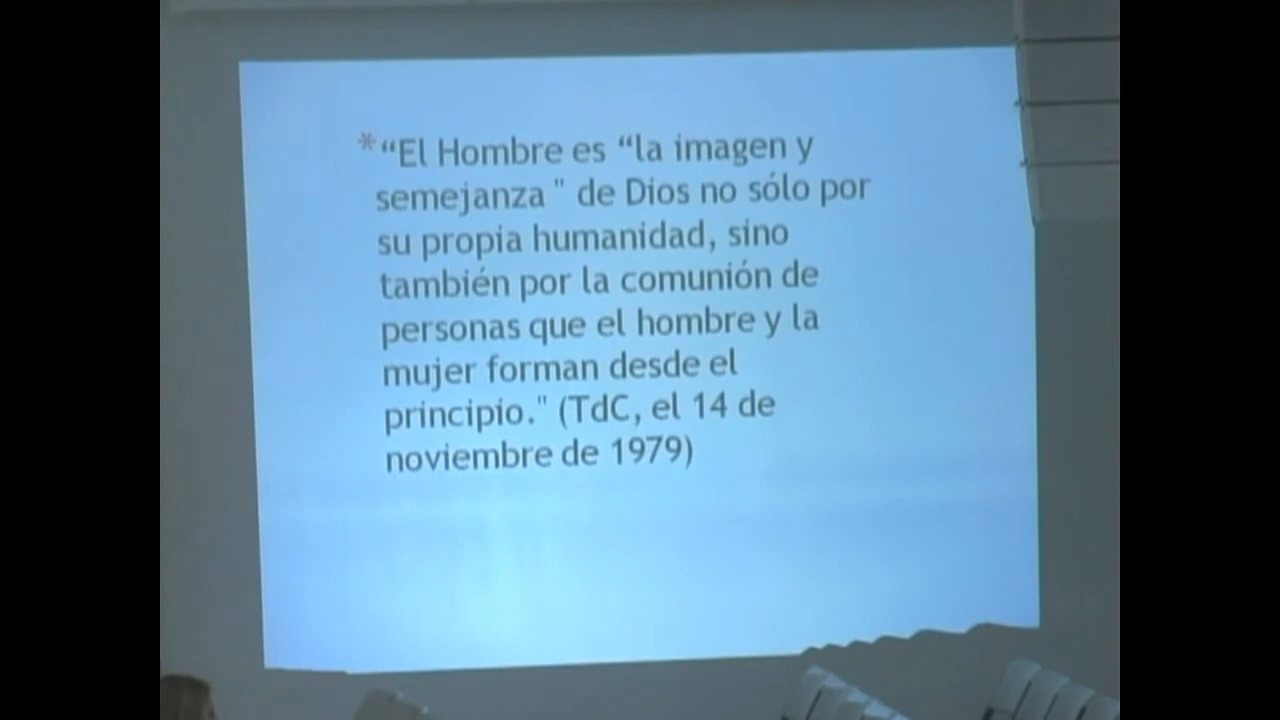 *“El Hombre es “la imagen y
semejanza " de Dios no sólo por
su propia humanidad, sino
también por la comunión de
personas que el hombre y la
mujer forman desde el
principio." (TdC, el 14 de
noviembre de 1979)